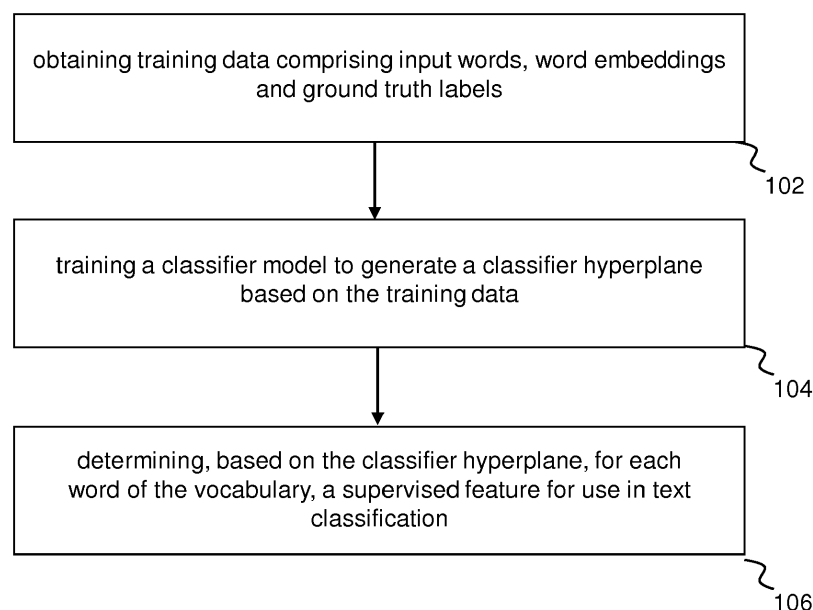 obtaining training data comprising input words, word embeddings
and ground truth labels
102
training a classifier model to generate a classifier hyperplane
based on the training data
104
determining, based on the classifier hyperplane, for each
word of the vocabulary, a supervised feature for use in text
classification
106